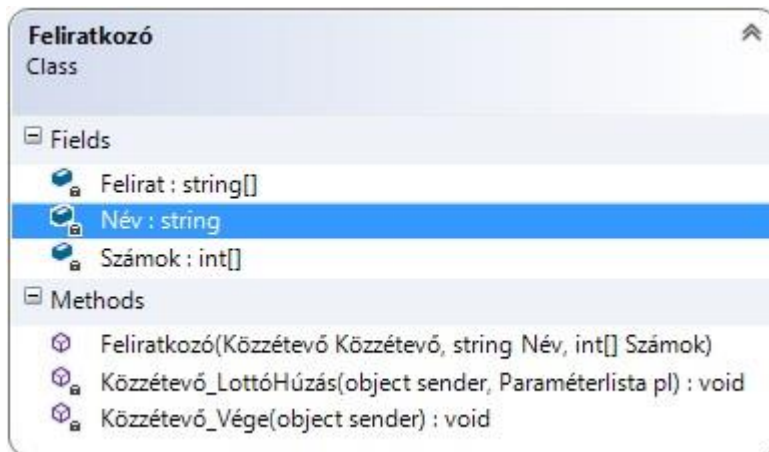 Feliratkozó
Class
Fields
Felirat : string[]
Név : string
Számok : int[]
Methods
Feliratkozó(Közzétevő Közzétevő, string Név, int[] Számok)
Közzétevő_LottóHúzás(object sender, Paraméterlista pl) : void
Közzétevő_Vége(object sender) : void